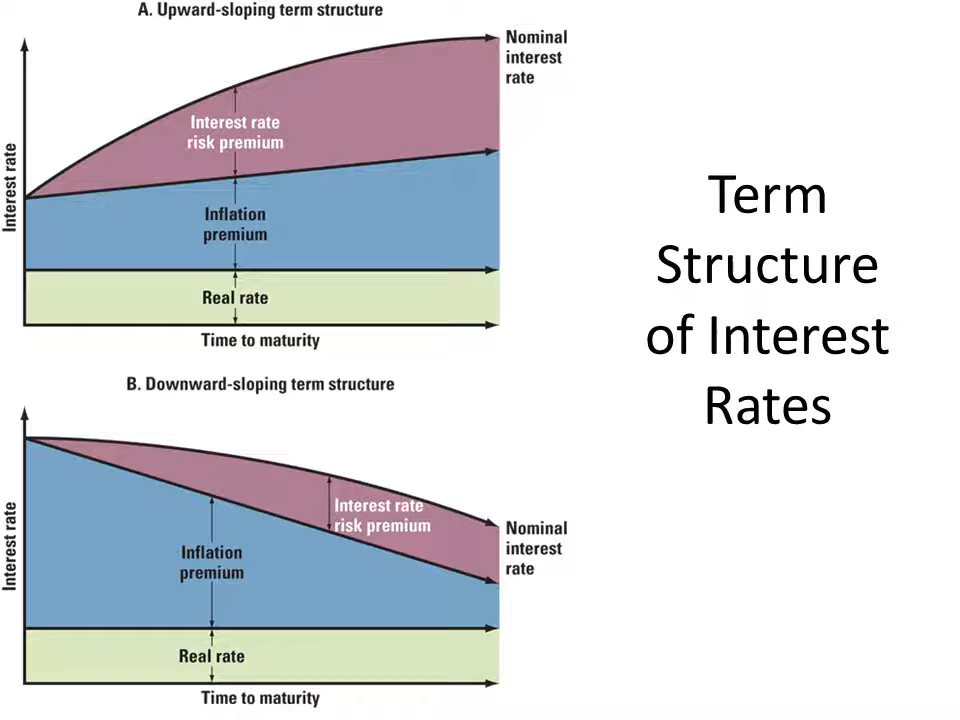 A. Upward-sloping term structure
Nominal
interest
rate
Interest rate
risk premium
Interest rate
Inflation
premium
Real rate
Time to maturity
Term
Structure
of Interest
Rates
B. Downward-sloping term structure
Interest rate
risk premium
Nominal
interest
rate
Interest rate
Inflation
premium
Real rate
Time to maturity